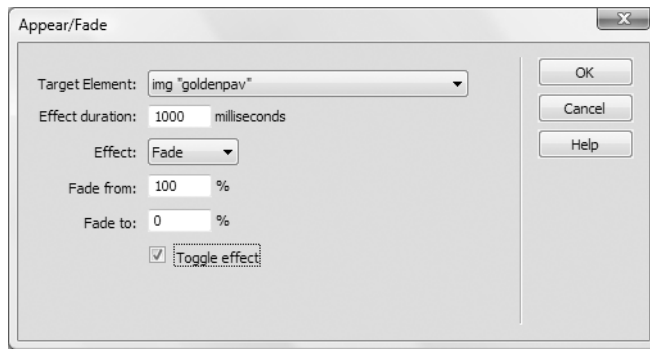 Appear/Fade
Target Element: img "goldenpav"
Effect duration: 1000 milliseconds
Effect: Fade
Fade from: 100 %
Fade to: 0 %
Toggle effect
OK
Cancel
Help